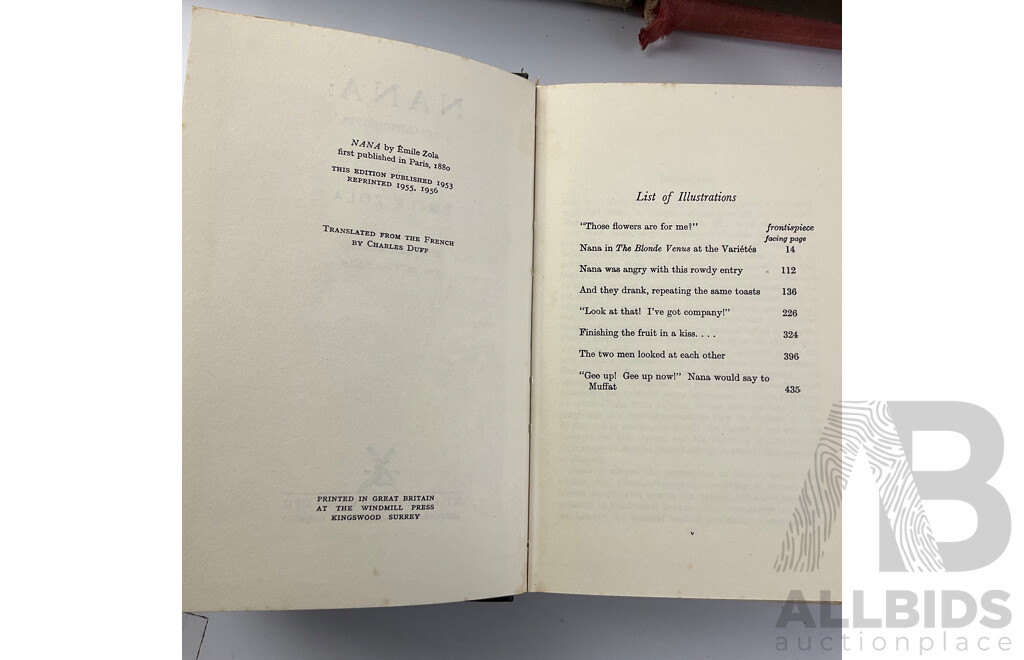 NANA by Émile Zola
first published in Paris, 1880
THIS EDITION PUBLISHED 1953
REPRINTED 1955, 1956
TRANSLATED FROM THE FRENCH
BY CHARLES DUFF
PRINTED IN GREAT BRITAIN
AT THE WINDMILL PRESS
KINGSWOOD SURREY
List of Illustrations
"Those flowers are for me?" frontispiece
facing page
Nana in The Blonde Venus at the Variétés 14
Nana was angry with this rowdy entry 112
And they drank, repeating the same toasts 136
"Look at that! I've got company!" 226
Finishing the fruit in a kiss. . . . 324
The two men looked at each other 396
"Gee up! Gee up now!" Nana would say to
Muffat 435
v
AB
ALLBIDS
auctionplace